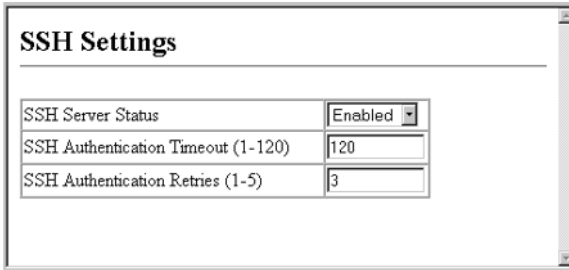 SSH Settings
SSH Server Status Enabled
SSH Authentication Timeout (1-120) 120
SSH Authentication Retries (1-5) 3